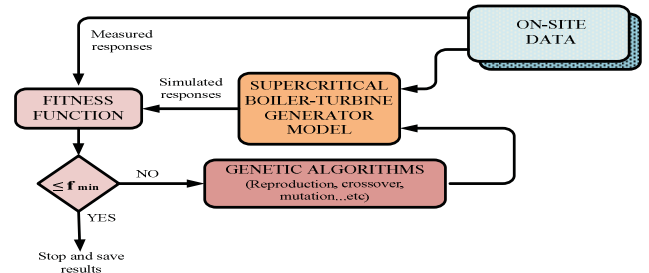 ON-SITE
DATA
Measured
responses
Simulated
responses
SUPERCRITICAL
BOILER-TURBINE
GENERATOR
MODEL
FITNESS
FUNCTION
≤ f min
NO
GENETIC ALGORITHMS
(Reproduction, crossover,
mutation...etc)
YES
Stop and save
results